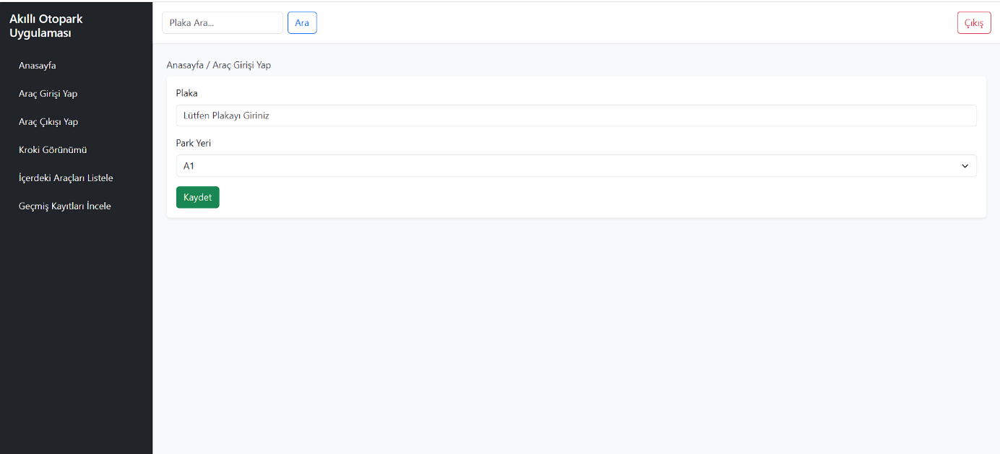 Akıllı Otopark
Uygulaması
Anasayfa
Araç Girişi Yap
Araç Çıkışı Yap
Kroki Görünümü
İçerdeki Araçları Listele
Geçmiş Kayıtları İncele
Plaka Ara...
Ara
Çıkış
Anasayfa / Araç Girişi Yap
Plaka
Lütfen Plakayı Giriniz
Park Yeri
A1
Kaydet